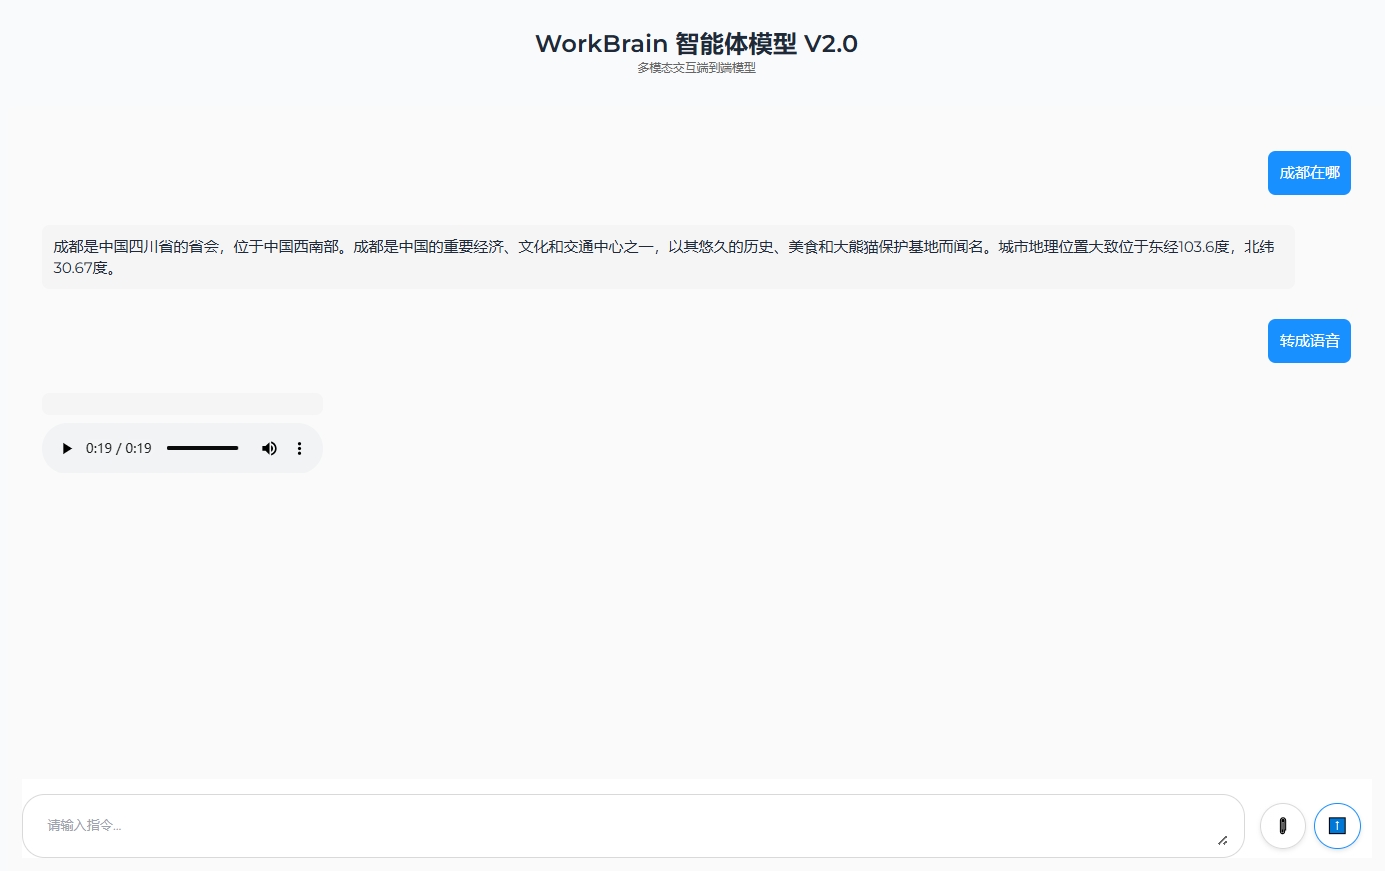 WorkBrain 智能体模型 V2.0
多模态交互端到端模型
成都在哪
成都是中国四川省的省会，位于中国西南部。成都是中国的重要经济、文化和交通中心之一，以其悠久的历史、美食和大熊猫保护基地而闻名。城市地理位置大致位于东经103.6度，北纬
30.67度。
转成语音
0:19 / 0:19
请输入指令...